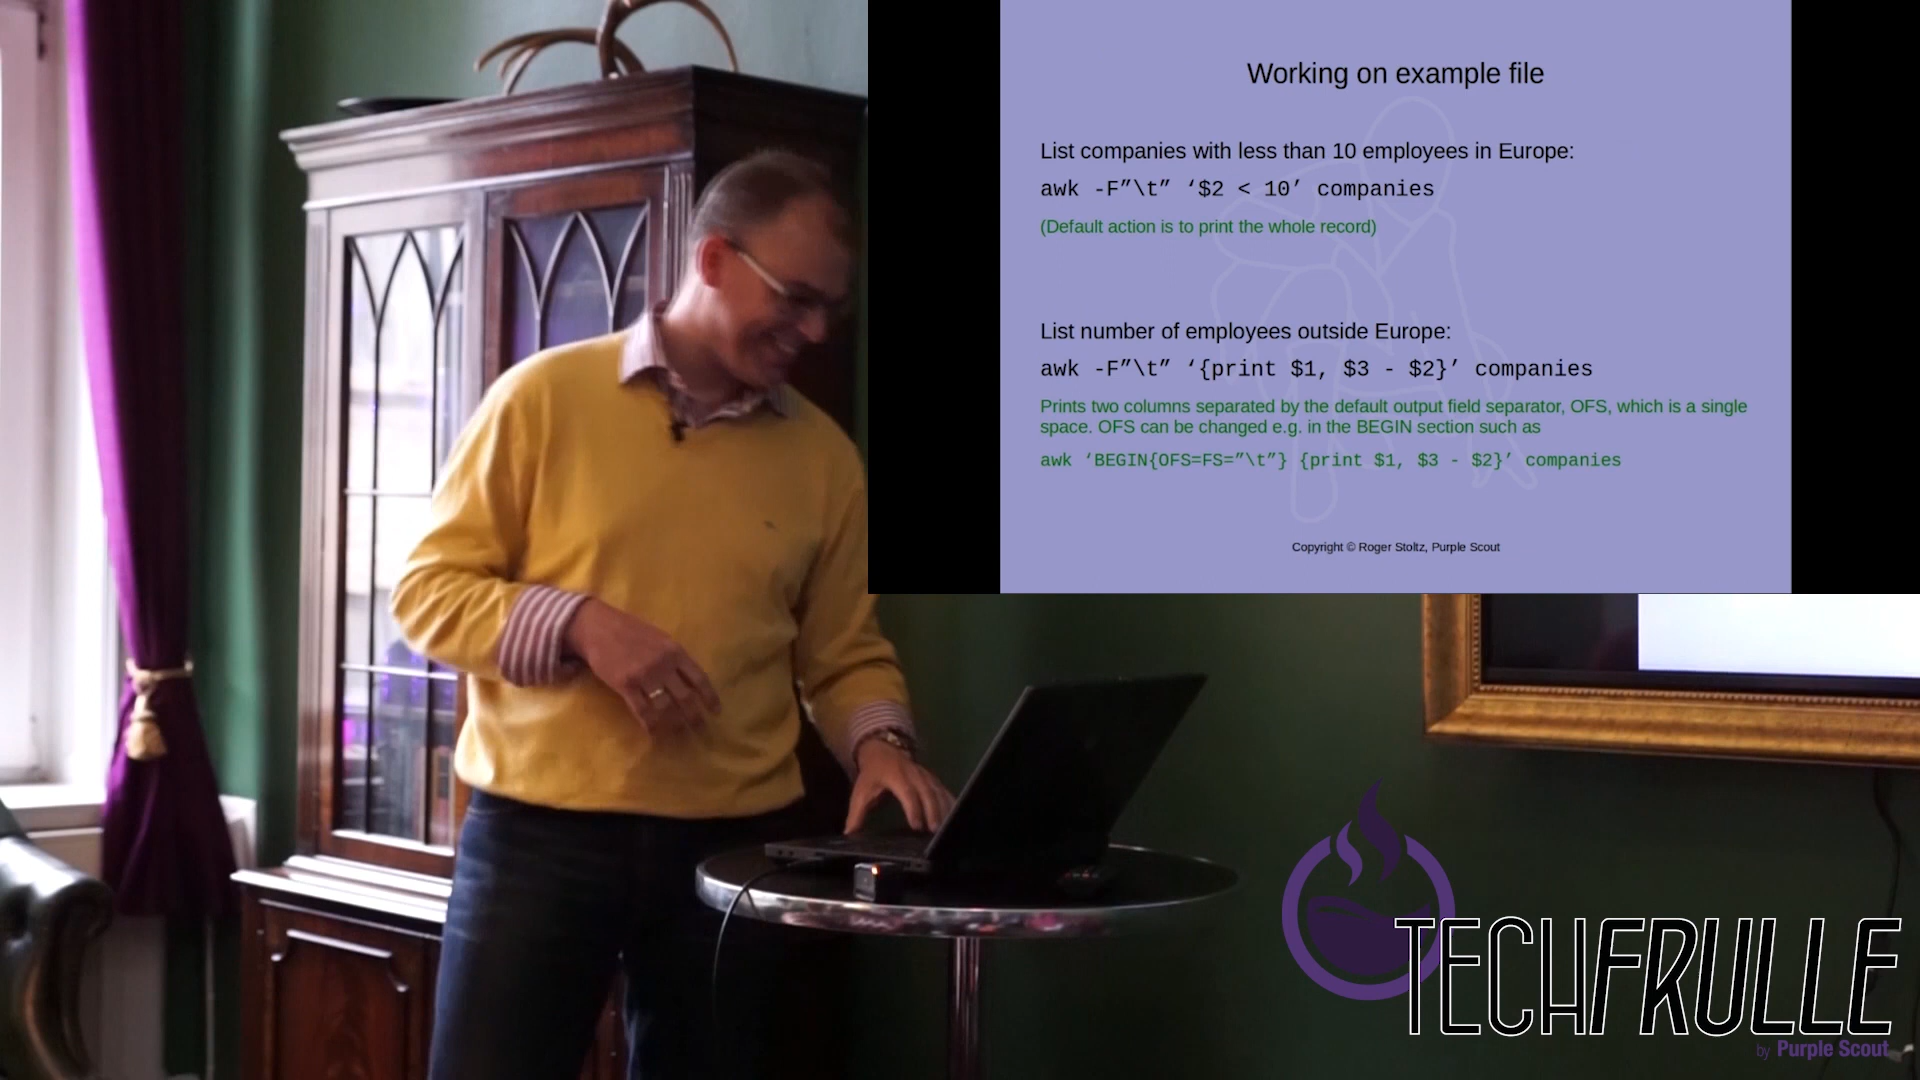 Working on example file
List companies with less than 10 employees in Europe:
awk -F”\t” ‘$2 < 10’ companies
(Default action is to print the whole record)
List number of employees outside Europe:
awk -F”\t” ‘{print $1, $3 - $2}’ companies
Prints two columns separated by the default output field separator, OFS, which is a single
space. OFS can be changed e.g. in the BEGIN section such as
awk ‘BEGIN{OFS=FS=”\t”} {print $1, $3 - $2}’ companies
Copyright © Roger Stoltz, Purple Scout
TECHFRULLE
by Purple Scout